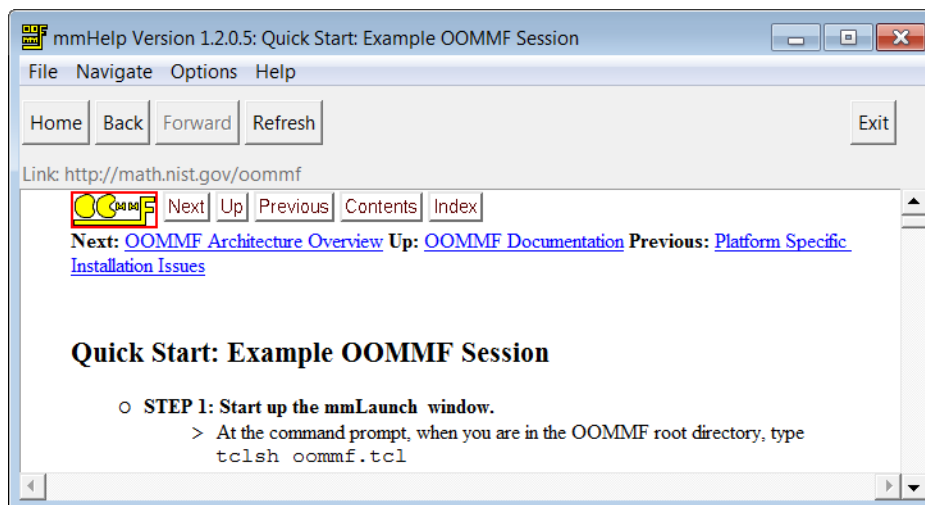 mmHelp Version 1.2.0.5: Quick Start: Example OOMMF Session
File Navigate Options Help
Home Back Forward Refresh Exit
Link: http://math.nist.gov/oommf
OOMMF Next Up Previous Contents Index
Next: OOMMF Architecture Overview Up: OOMMF Documentation Previous: Platform Specific
Installation Issues
Quick Start: Example OOMMF Session
STEP 1: Start up the mmLaunch window.
> At the command prompt, when you are in the OOMMF root directory, type
tclsh oommf.tcl